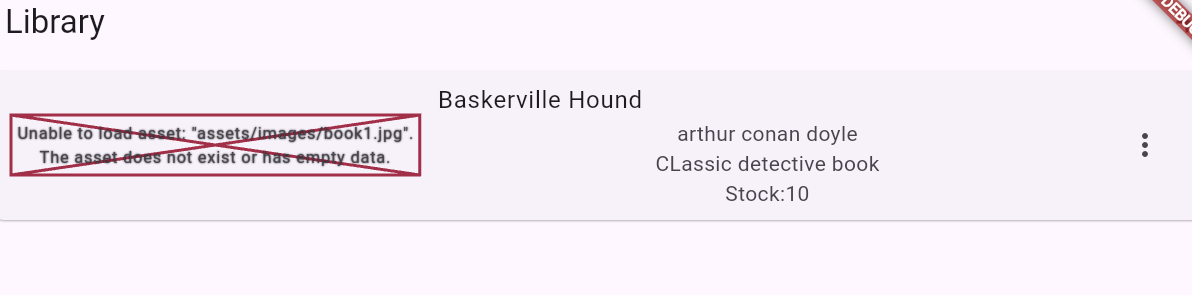 Library
Unable to load asset: "assets/images/book1.jpg".
The asset does not exist or has empty data.
Baskerville Hound
arthur conan doyle
CLassic detective book
Stock:10